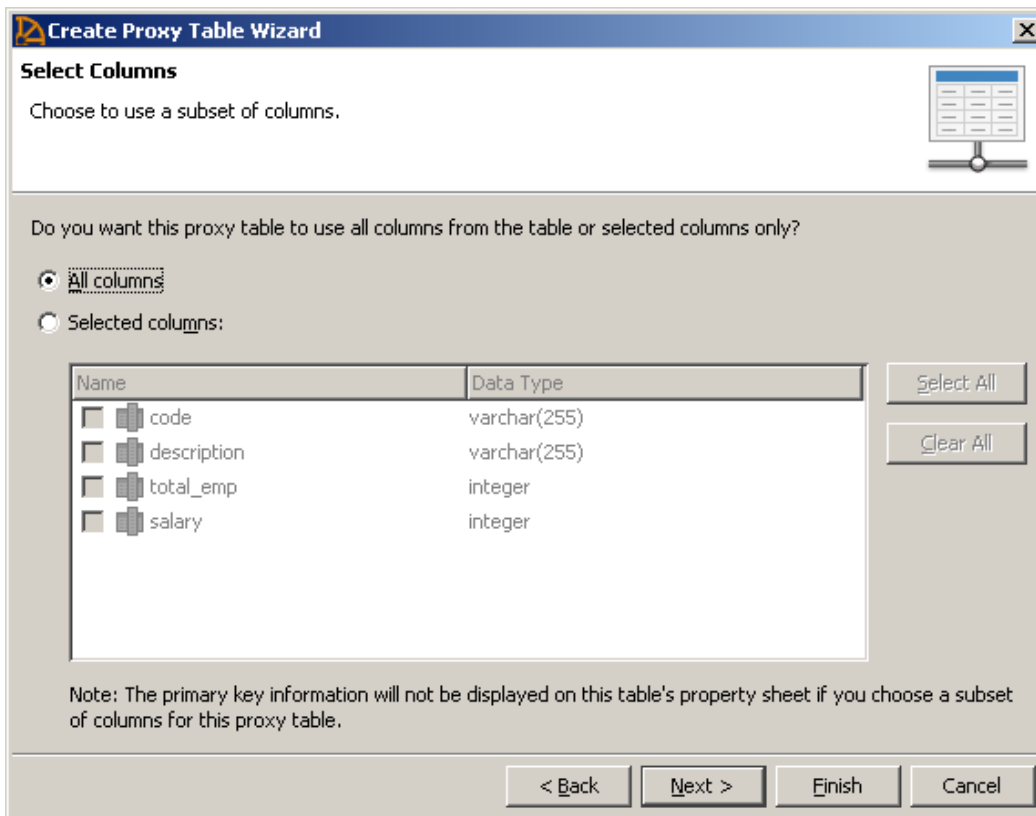 Create Proxy Table Wizard
Select Columns
Choose to use a subset of columns.
Do you want this proxy table to use all columns from the table or selected columns only?
All columns
Selected columns:
Name Data Type
Select All
code varchar(255)
description varchar(255)
Clear All
total_emp integer
salary integer
Note: The primary key information will not be displayed on this table's property sheet if you choose a subset
of columns for this proxy table.
< Back Next > Finish Cancel